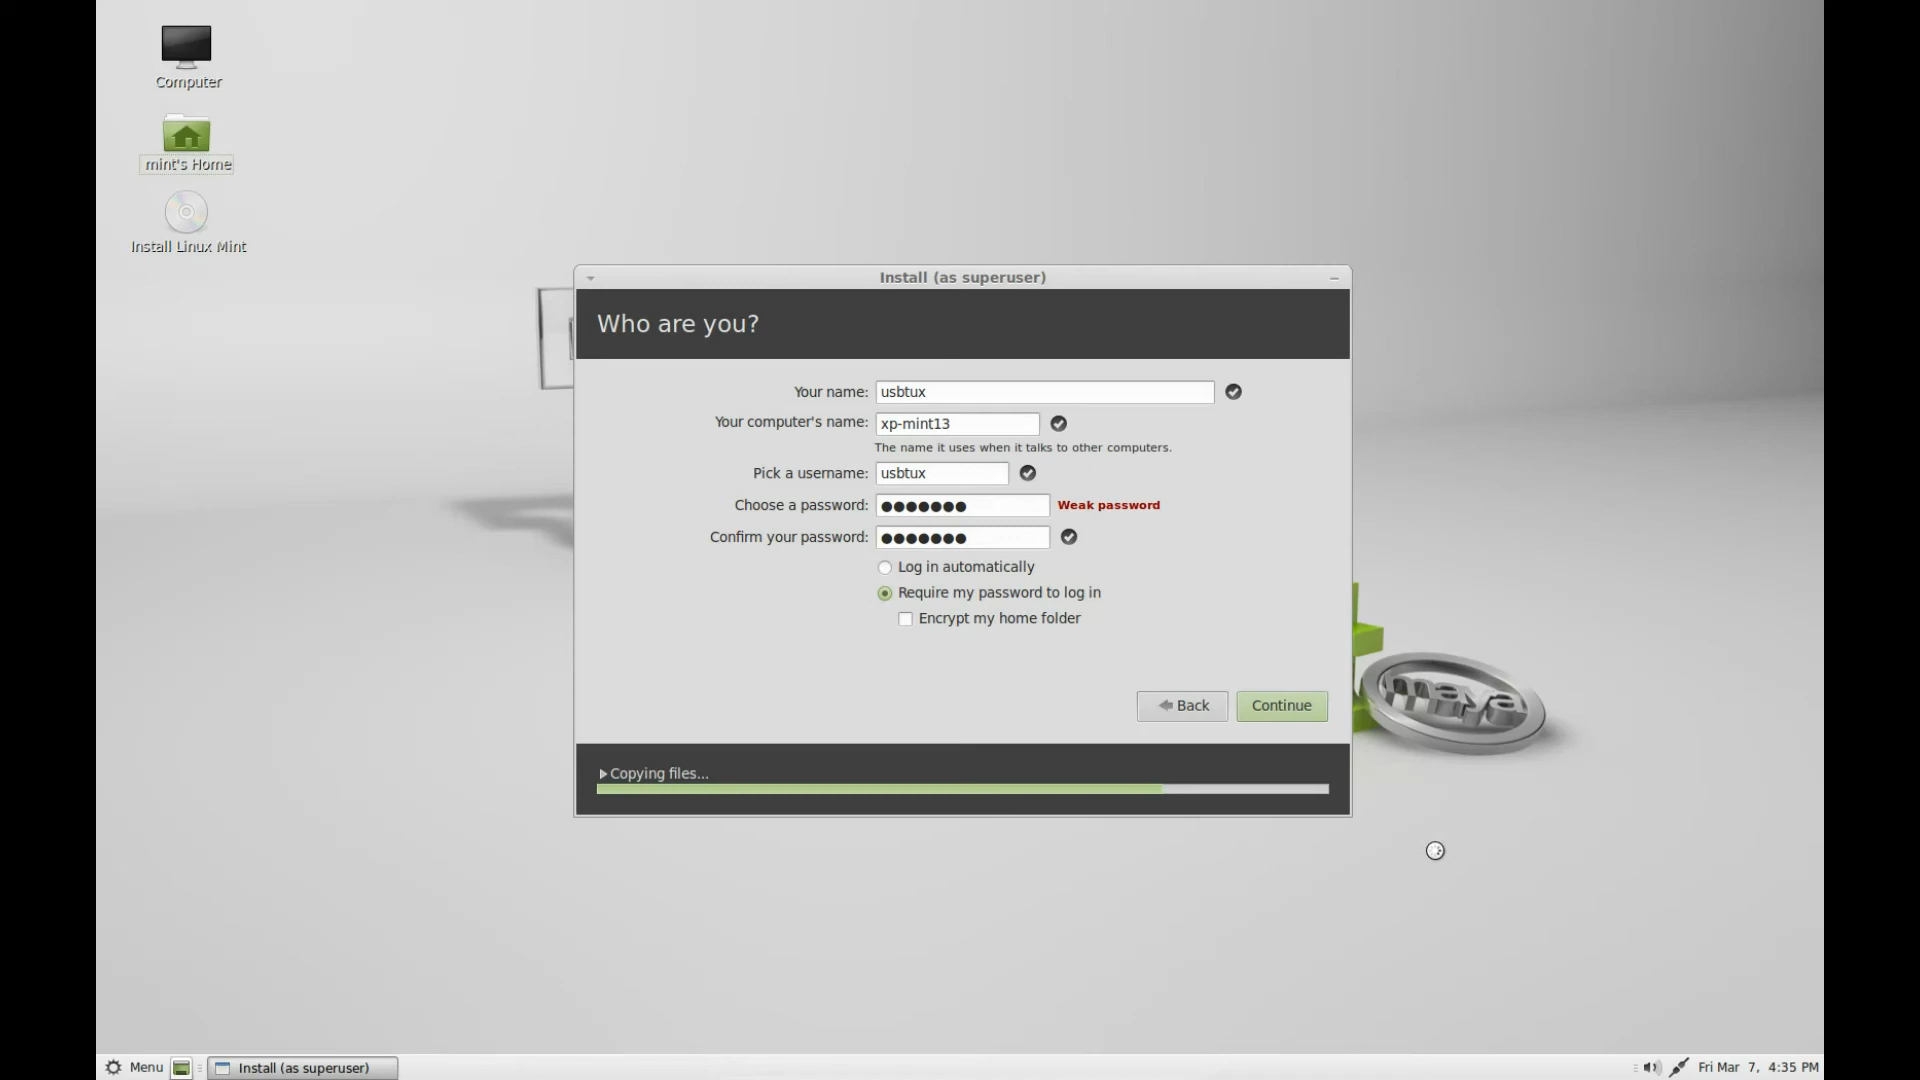 Computer
mint's Home
Install Linux Mint
Install (as superuser)
Who are you?
Your name: usbtux
Your computer's name: xp-mint13
The name it uses when it talks to other computers.
Pick a username: usbtux
Choose a password: ●●●●●●● Weak password
Confirm your password: ●●●●●●●
Log in automatically
Require my password to log in
Encrypt my home folder
Back Continue
maya
Copying files...
Menu Install (as superuser) Fri Mar 7, 4:35 PM